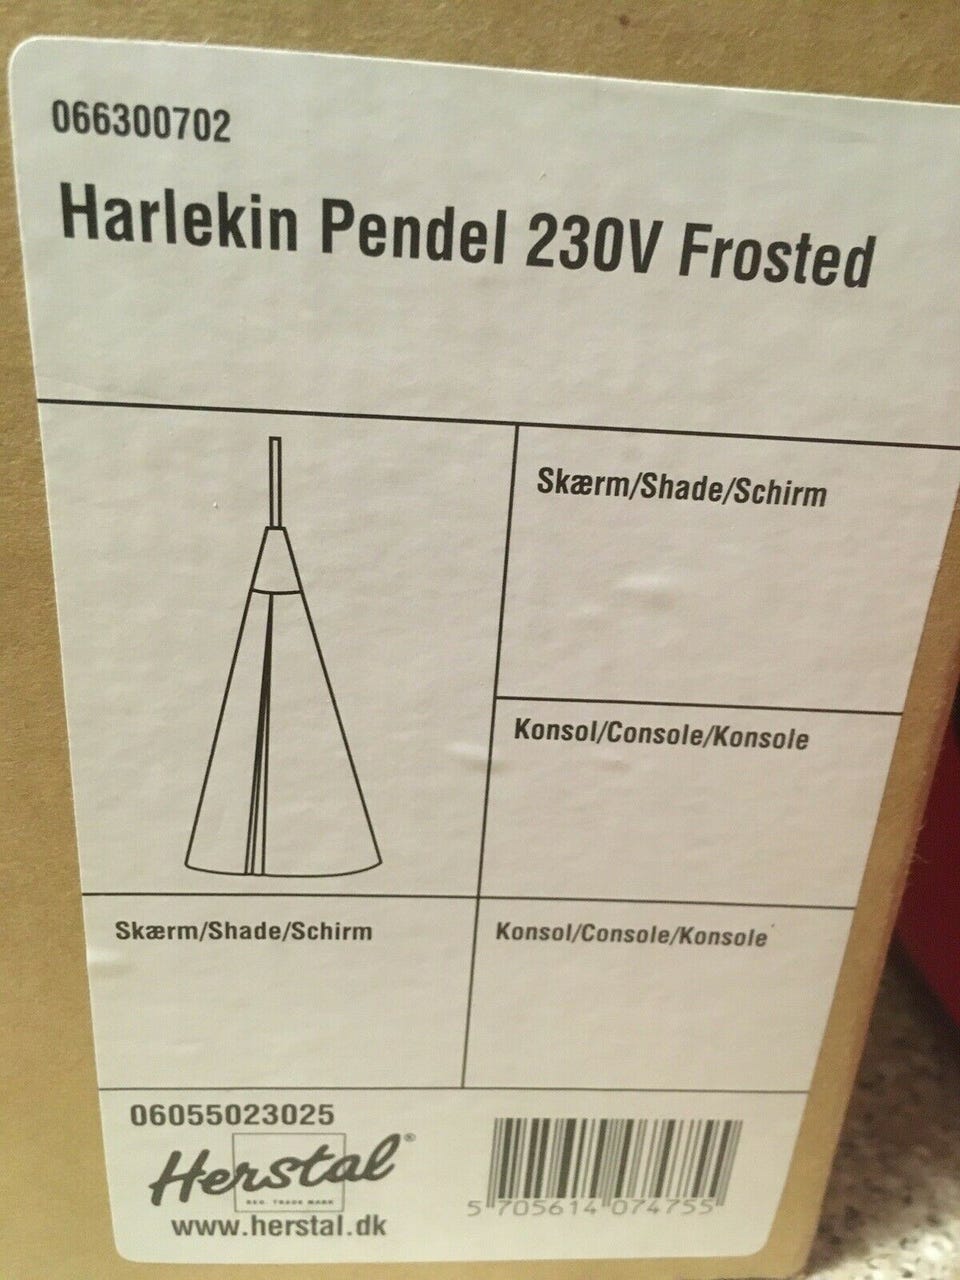 066300702
Harlekin Pendel 230V Frosted
Skærm/Shade/Schirm
Konsol/Console/Konsole
Skærm/Shade/Schirm
Konsol/Console/Konsole
06055023025
Herstal®
REG. TRADE MARK
www.herstal.dk
5 705614 074755